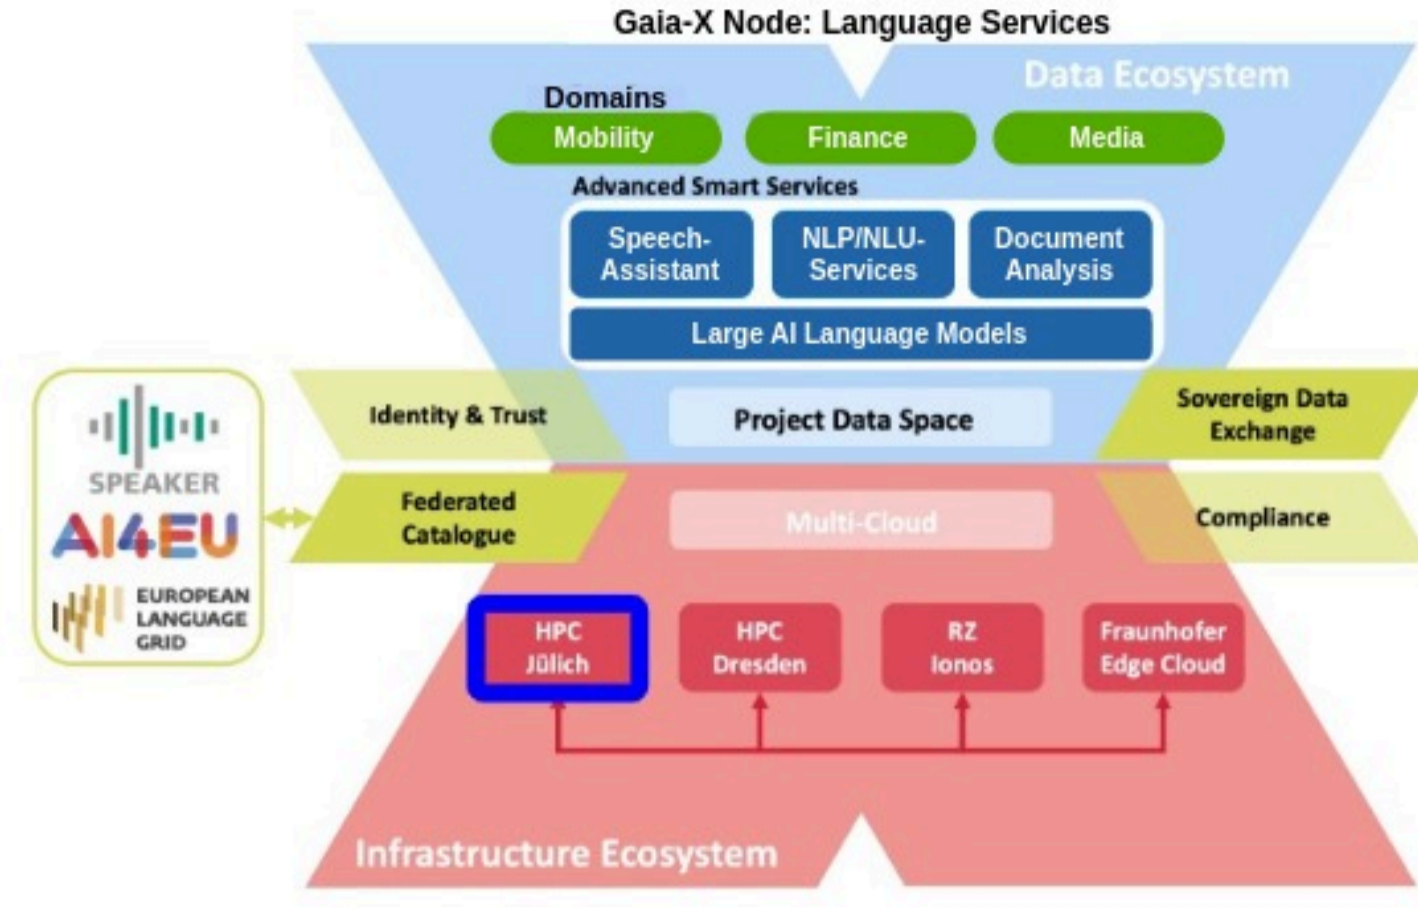 Gaia-X Node: Language Services
Data Ecosystem
Domains
Mobility
Finance
Media
Advanced Smart Services
Speech-
Assistant
NLP/NLU-
Services
Document
Analysis
Large AI Language Models
Identity & Trust
Project Data Space
Sovereign Data
Exchange
SPEAKER
AI4EU
EUROPEAN
LANGUAGE
GRID
Federated
Catalogue
Multi-Cloud
Compliance
HPC
Jülich
HPC
Dresden
RZ
Ionos
Fraunhofer
Edge Cloud
Infrastructure Ecosystem